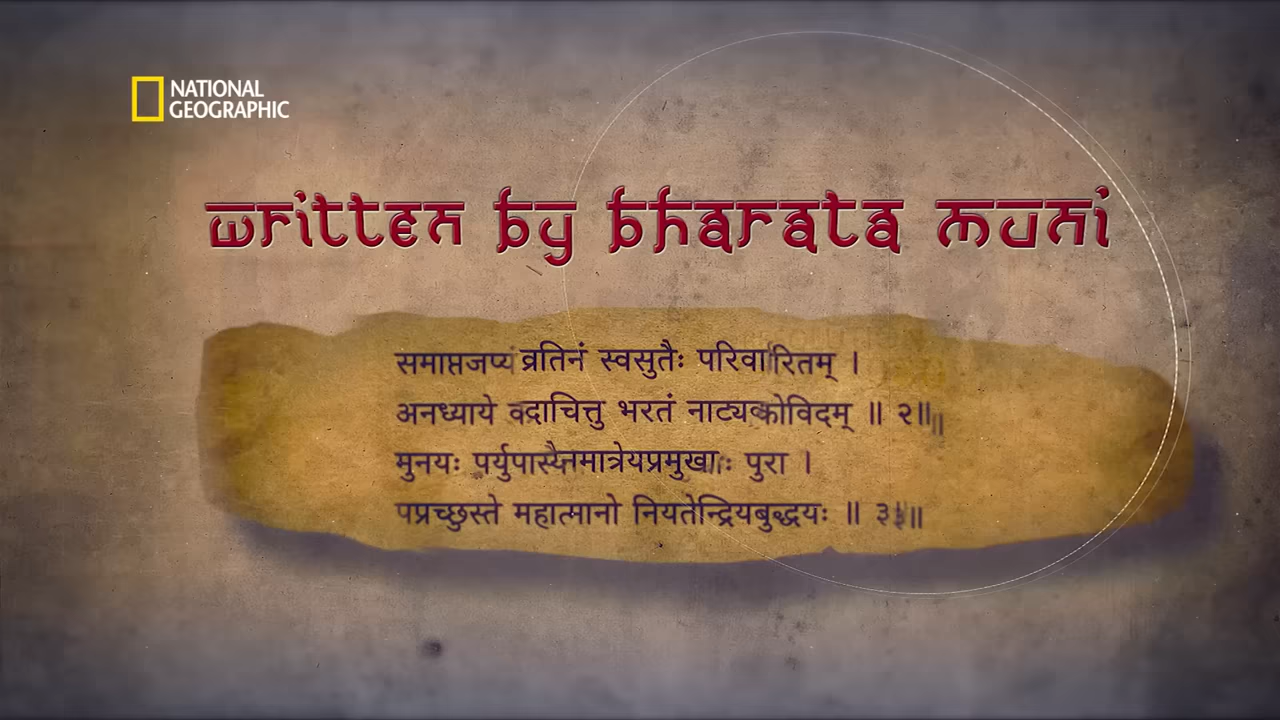 NATIONAL
GEOGRAPHIC
written by bharata muni
समाप्तजप्यं व्रतिनं स्वसुतैः परिवारितम् ।
अनध्याये भरतं नाट्यकोविदम् ॥ २॥
मुनयः पर्युपास्यैनमात्रेयप्रमुखाः पुरा ।
पप्रच्छुस्ते महात्मानो नियतेन्द्रियबुद्धयः ॥ ३॥